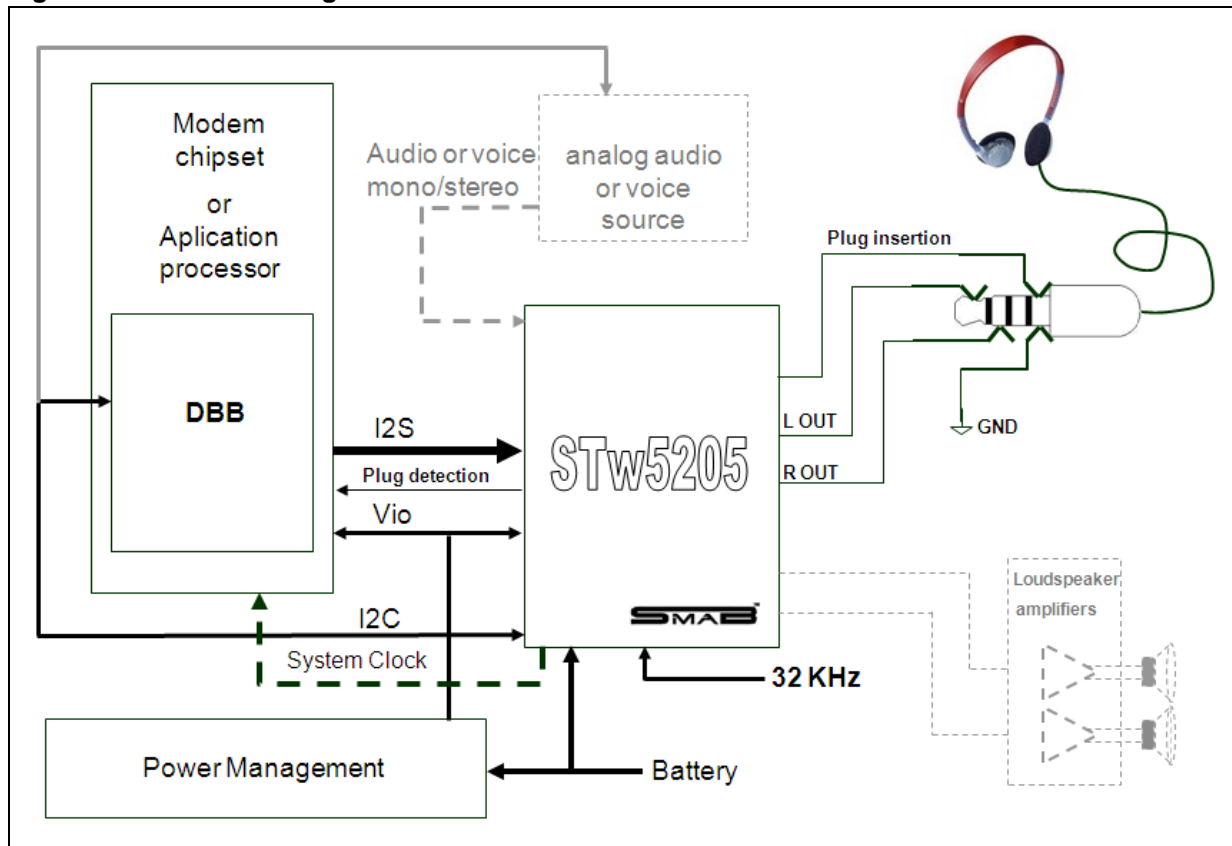 Modem
chipset
or
Aplication
processor
DBB
Audio or voice
mono/stereo
analog audio
or voice
source
Plug insertion
I2S
Plug detection
Vio
I2C
System Clock
STw5205
SMAB™
L OUT
R OUT
GND
32 KHz
Loudspeaker
amplifiers
Power Management
Battery